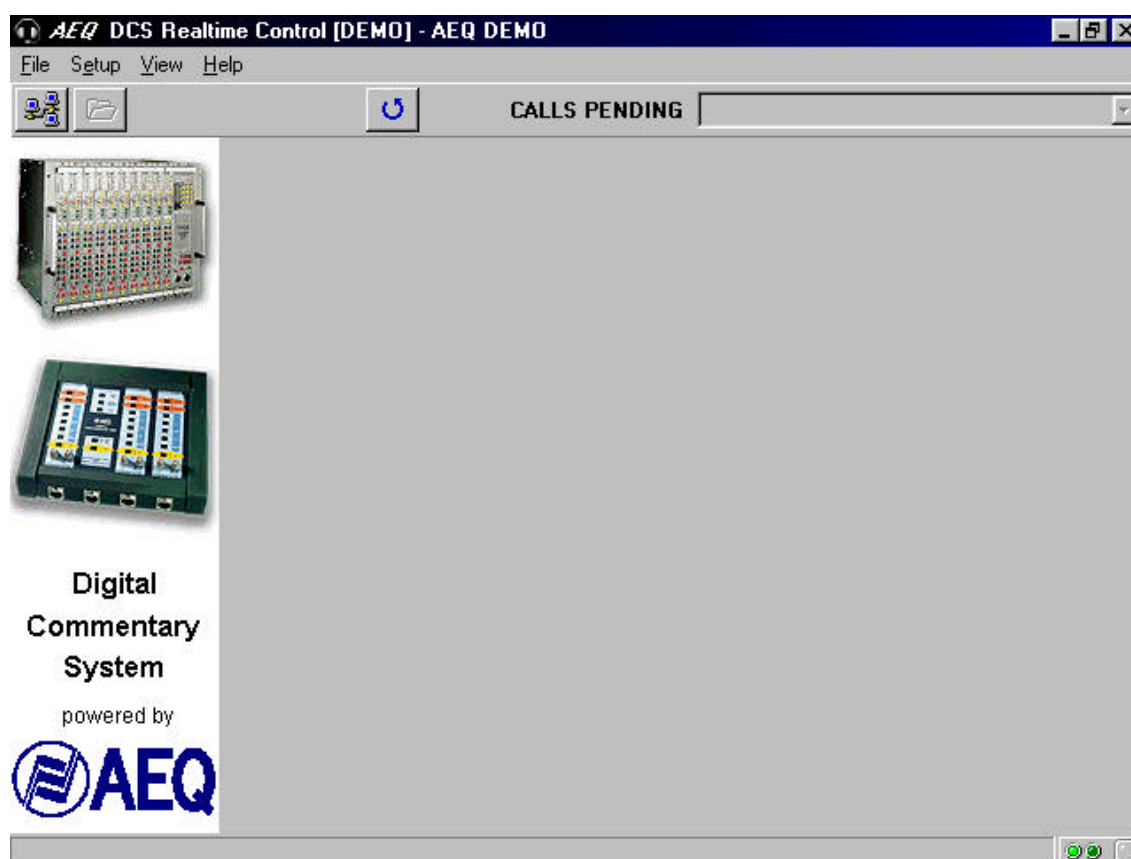 AEQ DCS Realtime Control [DEMO] - AEQ DEMO
File Setup View Help
CALLS PENDING
Digital
Commentary
System
powered by
AEQ